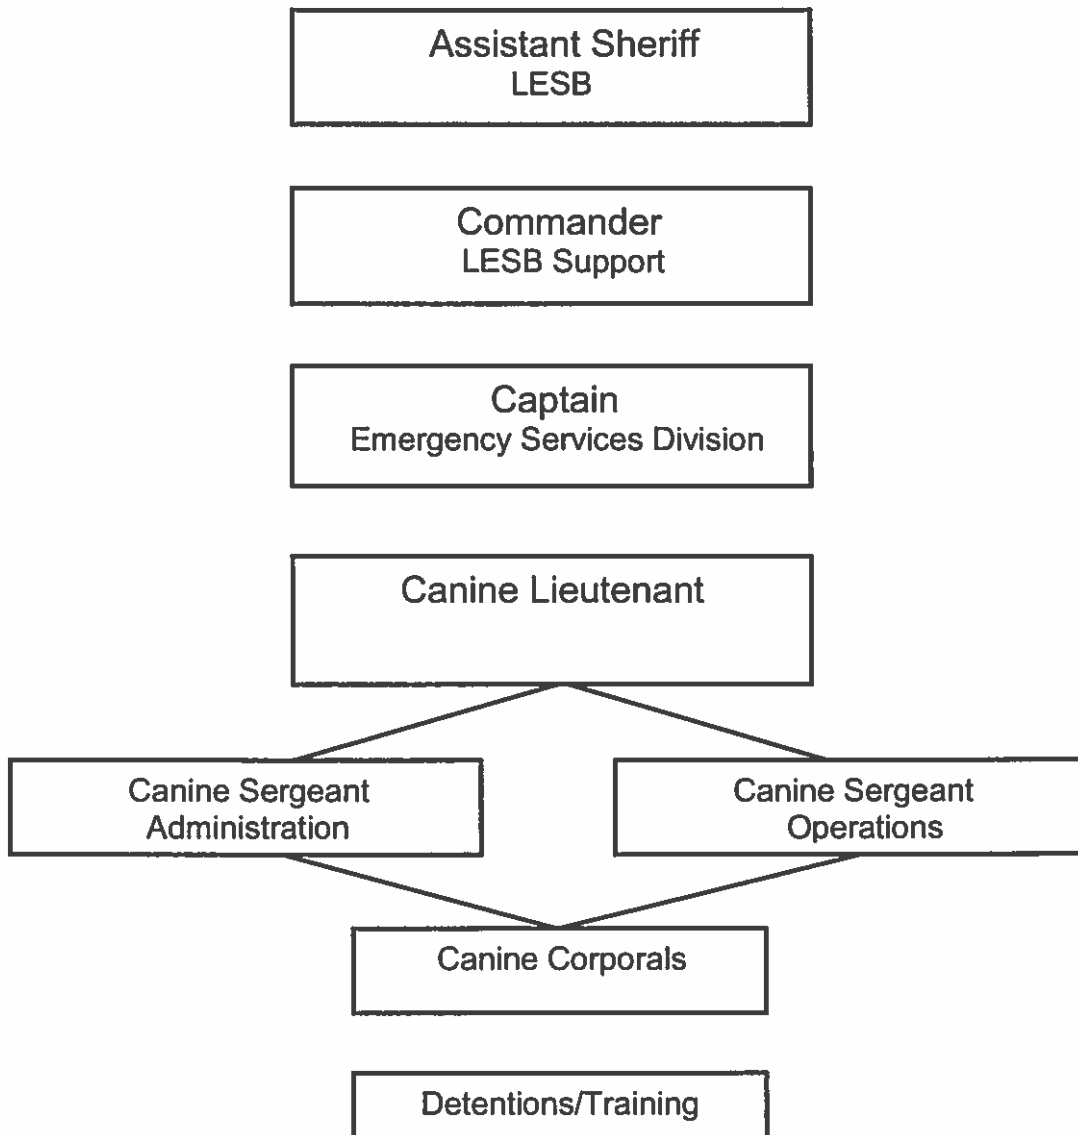 Assistant Sheriff
LESB
Commander
LESB Support
Captain
Emergency Services Division
Canine Lieutenant
Canine Sergeant
Administration
Canine Sergeant
Operations
Canine Corporals
Detentions/Training